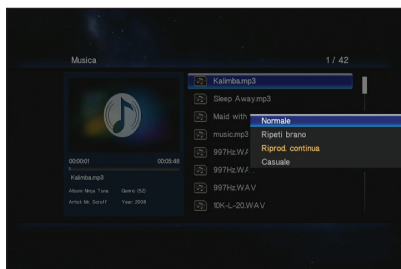 Musica
1 / 42
Kalimba.mp3
Sleep Away.mp3
Maid with
music.mp3
997Hz.WA
997Hz.WA
997Hz.WAV
10K-L-20.WAV
Normale
Ripeti brano
Riprod. continua
Casuale
00:00:01
00:05:48
Kalimba.mp3
Album: Ninja Tuna
Genre: (52)
Artist: Mr. Scruff
Year: 2008